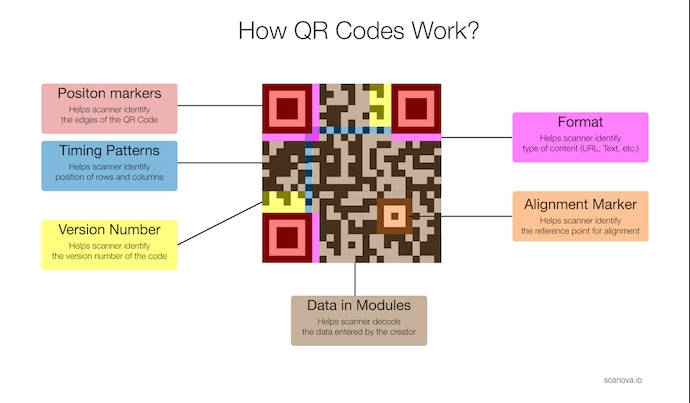 How QR Codes Work?
Positon markers
Helps scanner identify
the edges of the QR Code
Timing Patterns
Helps scanner identify
position of rows and columns
Version Number
Helps scanner identify
the version number of the code
Format
Helps scanner identify
type of content (URL, Text, etc.)
Alignment Marker
Helps scanner identify
the reference point for alignment
Data in Modules
Helps scanner decode
the data entered by the creator
scanova.io